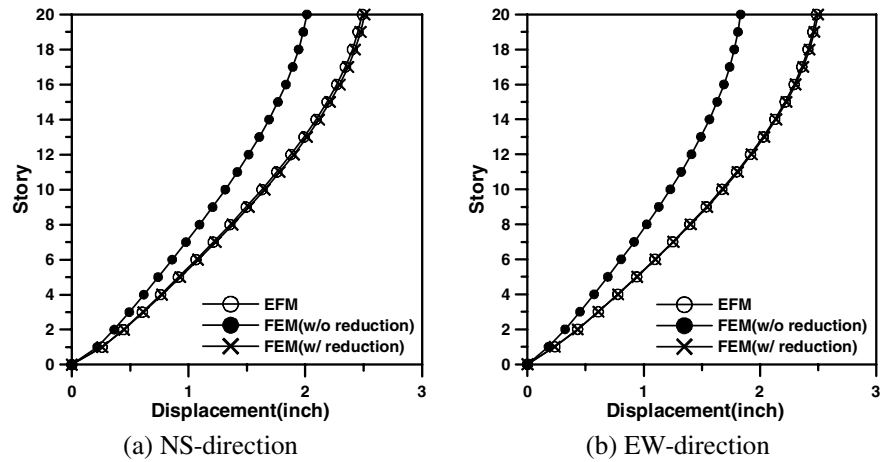 20
18
16
14
12
10
8
6
4
2
0
Story
EFM
FEM(w/o reduction)
FEM(w/ reduction)
0 1 2 3
Displacement(inch)
(a) NS-direction
20
18
16
14
12
10
8
6
4
2
0
Story
EFM
FEM(w/o reduction)
FEM(w/ reduction)
0 1 2 3
Displacement(inch)
(b) EW-direction